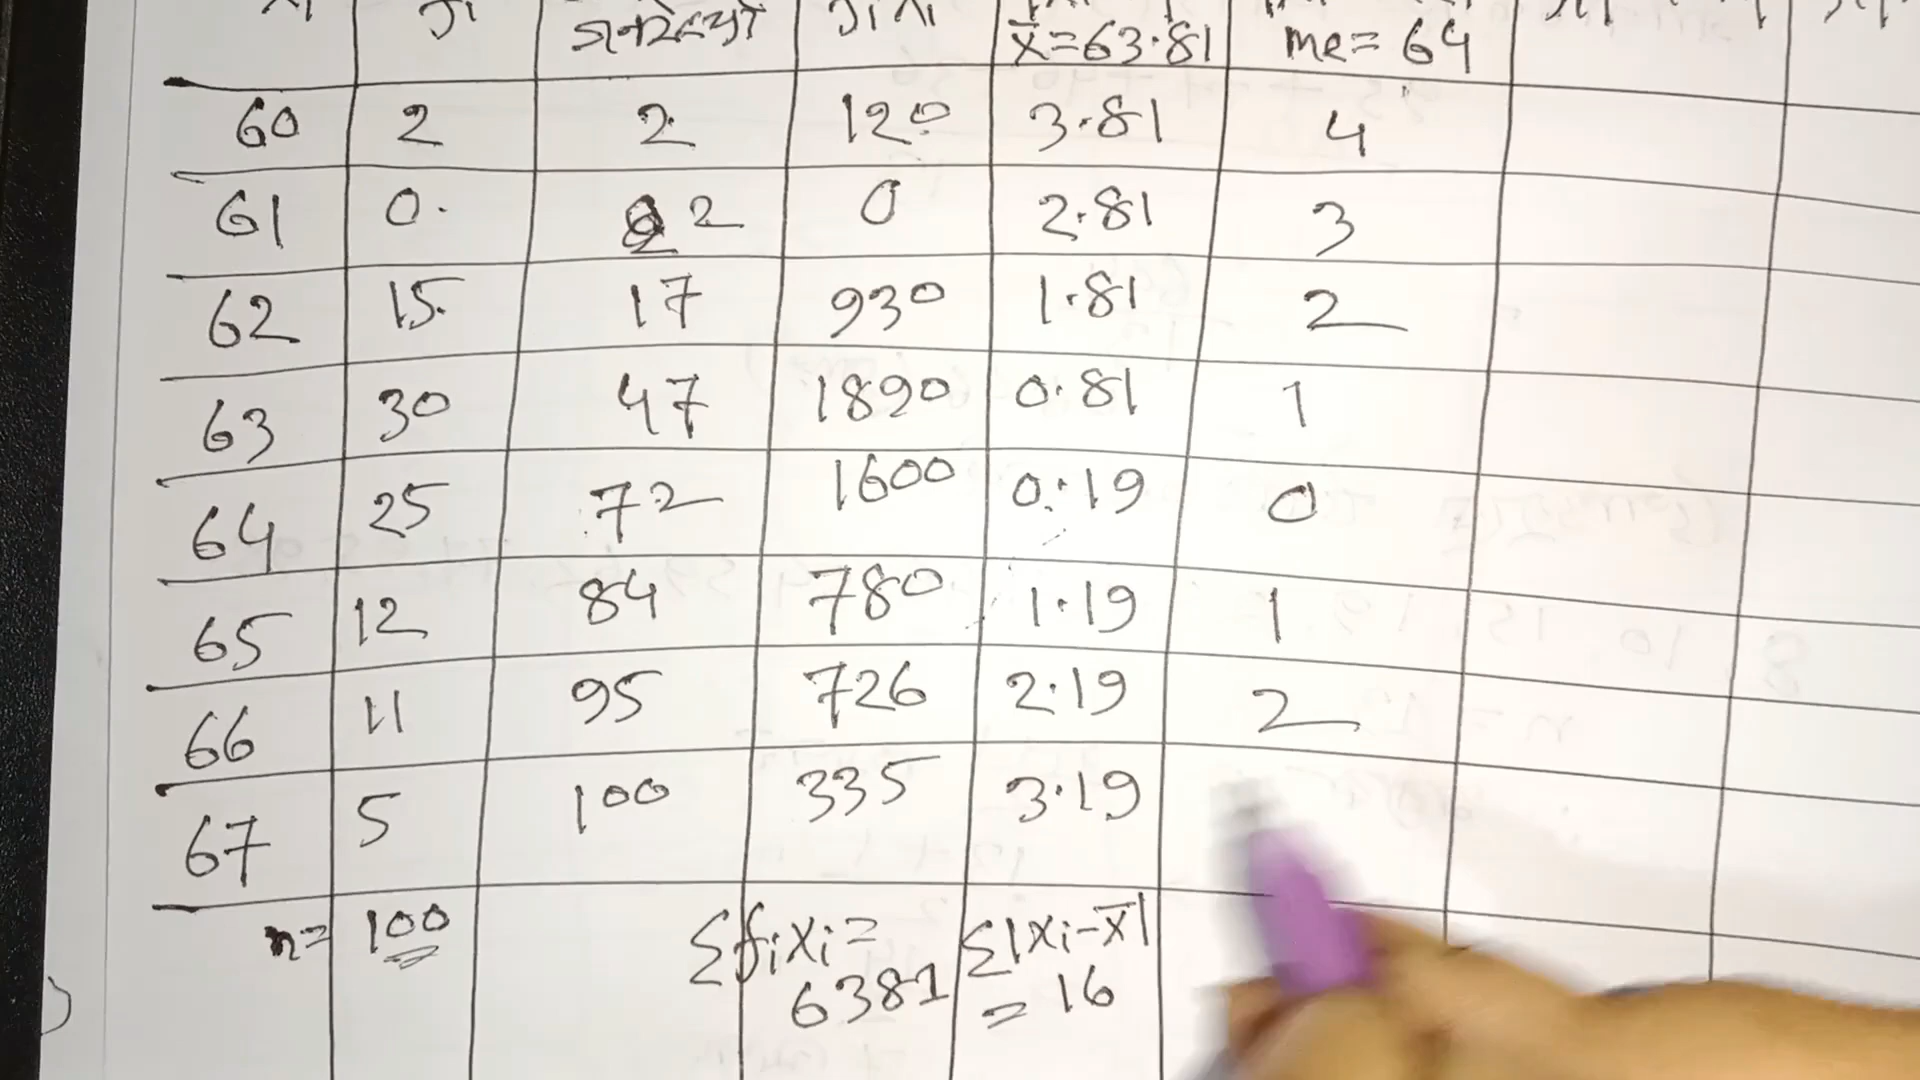 x̄=63.81 me= 64
60 2 2 120 3.81 4
61 0 2 0 2.81 3
62 15 17 930 1.81 2
63 30 47 1890 0.81 1
64 25 72 1600 0.19 0
65 12 84 780 1.19 1
66 11 95 726 2.19 2
67 5 100 335 3.19
n= 100 Σfixi= Σ|xi-x̄|
6381 = 16